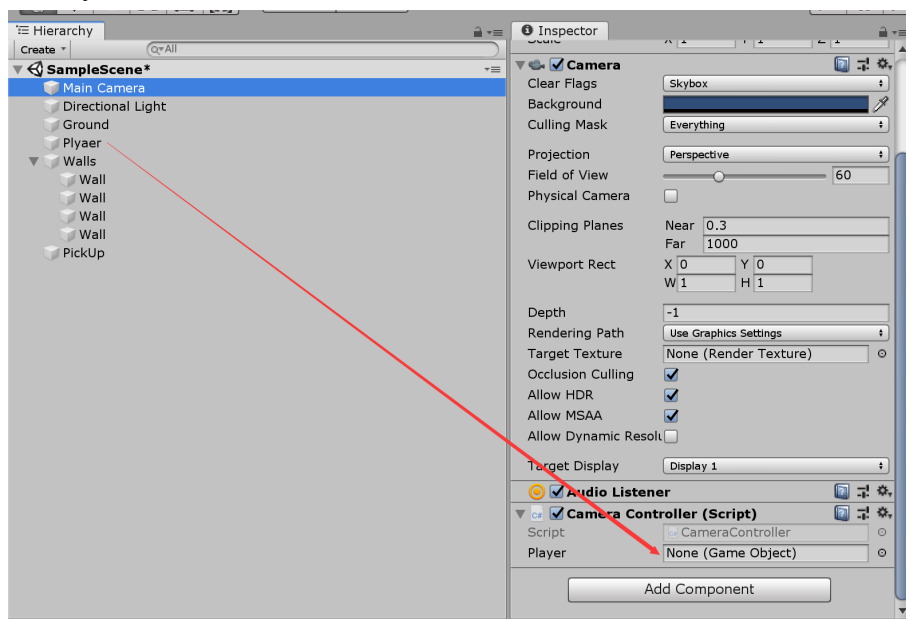 Hierarchy
Create
All
SampleScene*
Main Camera
Directional Light
Ground
Plyaer
Walls
Wall
Wall
Wall
Wall
PickUp
Inspector
Scale X 1 Y 1 Z 1
Camera
Clear Flags Skybox
Background
Culling Mask Everything
Projection Perspective
Field of View 60
Physical Camera
Clipping Planes Near 0.3
Far 1000
Viewport Rect X 0 Y 0
W 1 H 1
Depth -1
Rendering Path Use Graphics Settings
Target Texture None (Render Texture)
Occlusion Culling
Allow HDR
Allow MSAA
Allow Dynamic Resolu
Target Display Display 1
Audio Listener
Camera Controller (Script)
Script CameraController
Player None (Game Object)
Add Component